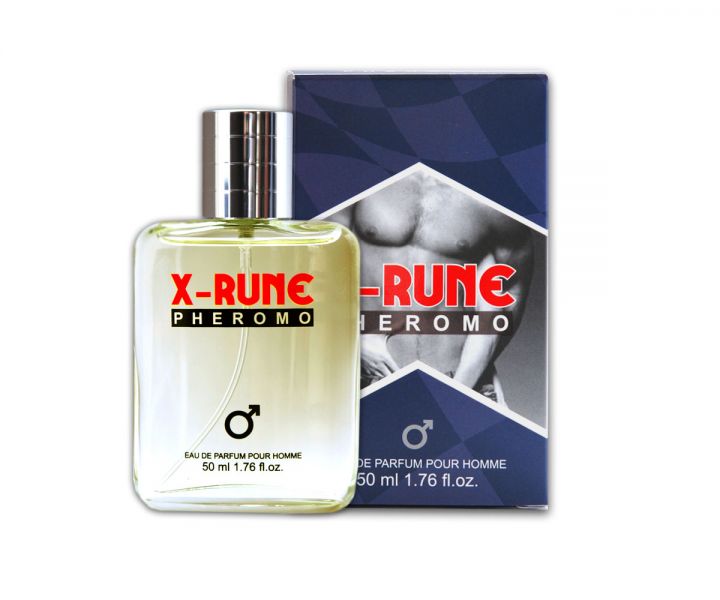 X-RUNE
PHEROMO
EAU DE PARFUM POUR HOMME
50 ml 1.76 fl.oz.
-RUNE
HEROMO
DE PARFUM POUR HOMME
50 ml 1.76 fl.oz.